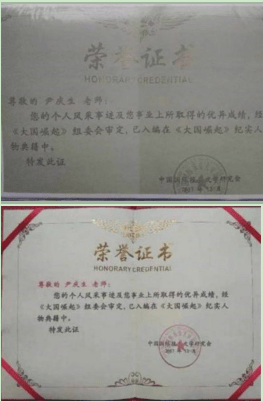 荣誉证书
HONORARY CREDENTIAL
尊敬的 尹成生 老师：
您的个人风采事迹及您事业上所取得的优异成绩，经
《大国崛起》组委会审定，已入编在《大国崛起》纪实人
物典籍中。
特发此证
荣誉证书
HONORARY CREDENTIAL
尊敬的 尹成生 老师：
您的个人风采事迹及您事业上所取得的优异成绩，经
《大国崛起》组委会审定，已入编在《大国崛起》纪实人
物典籍中。
特发此证